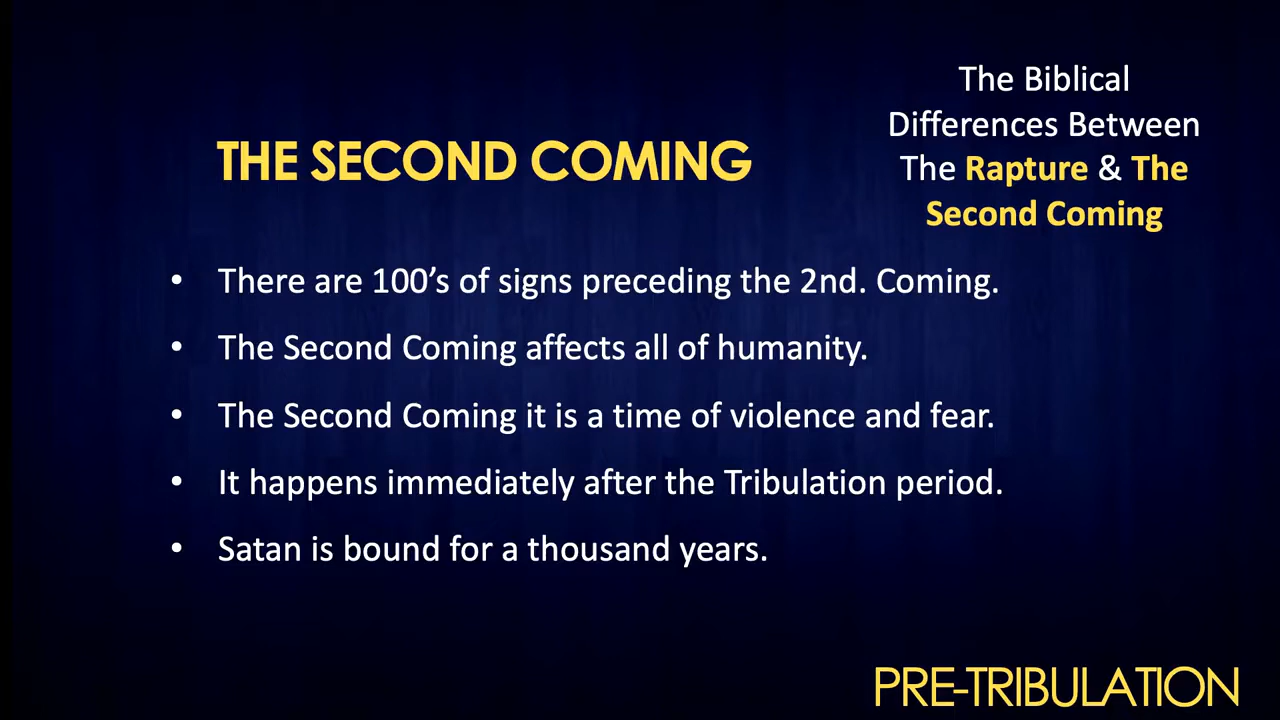 The Biblical
Differences Between
The Rapture & The
Second Coming
THE SECOND COMING
• There are 100’s of signs preceding the 2nd. Coming.
• The Second Coming affects all of humanity.
• The Second Coming it is a time of violence and fear.
• It happens immediately after the Tribulation period.
• Satan is bound for a thousand years.
PRE-TRIBULATION